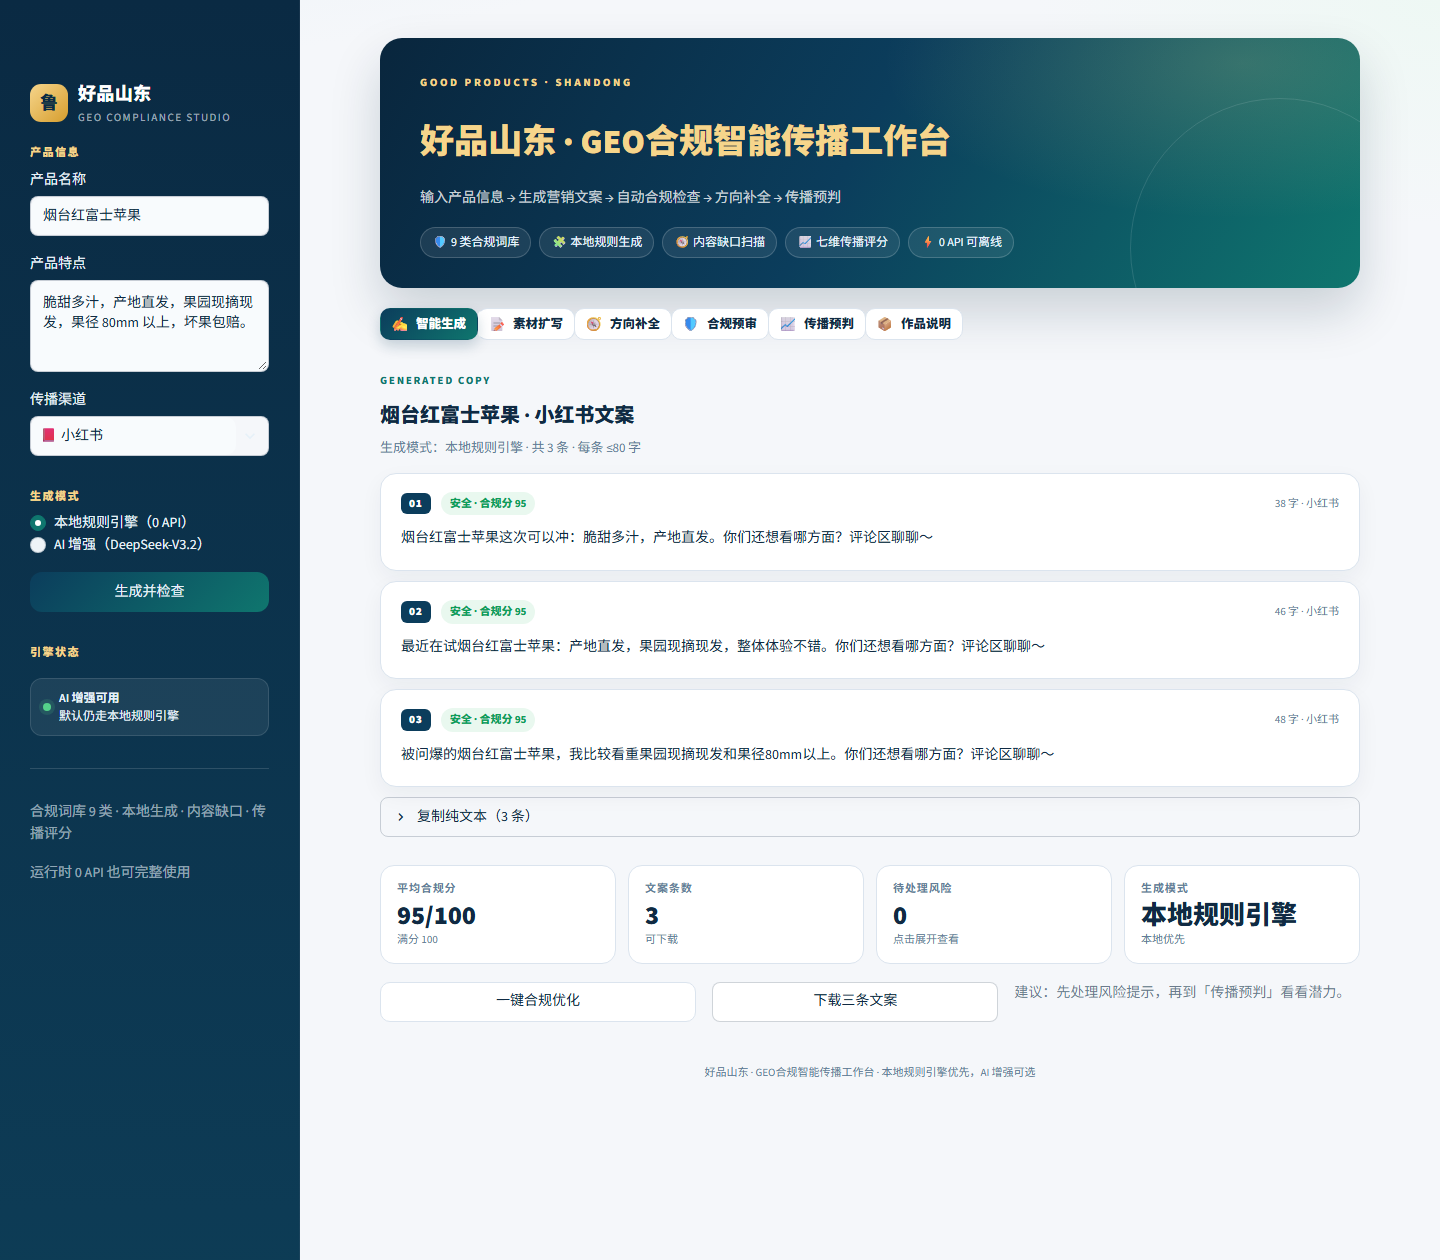 鲁
好品山东
GEO COMPLIANCE STUDIO
产品信息
产品名称
烟台红富士苹果
产品特点
脆甜多汁，产地直发，果园现摘现
发，果径 80mm 以上，坏果包赔。
传播渠道
小红书
生成模式
本地规则引擎（0 API）
AI 增强（DeepSeek-V3.2）
生成并检查
引擎状态
AI 增强可用
默认仍走本地规则引擎
合规词库 9 类 · 本地生成 · 内容缺口 · 传
播评分
运行时 0 API 也可完整使用
GOOD PRODUCTS · SHANDONG
好品山东 · GEO合规智能传播工作台
输入产品信息 → 生成营销文案 → 自动合规检查 → 方向补全 → 传播预判
9 类合规词库
本地规则生成
内容缺口扫描
七维传播评分
0 API 可离线
智能生成
素材扩写
方向补全
合规预审
传播预判
作品说明
GENERATED COPY
烟台红富士苹果 · 小红书文案
生成模式：本地规则引擎 · 共 3 条 · 每条 ≤80 字
01
安全 · 合规分 95
38 字 · 小红书
烟台红富士苹果这次可以冲：脆甜多汁，产地直发。你们还想看哪方面？评论区聊聊～
02
安全 · 合规分 95
46 字 · 小红书
最近在试烟台红富士苹果：产地直发，果园现摘现发，整体体验不错。你们还想看哪方面？评论区聊聊～
03
安全 · 合规分 95
48 字 · 小红书
被问爆的烟台红富士苹果，我比较看重果园现摘现发和果径80mm以上。你们还想看哪方面？评论区聊聊～
复制纯文本（3 条）
平均合规分
95/100
满分 100
文案条数
3
可下载
待处理风险
0
点击展开查看
生成模式
本地规则引擎
本地优先
一键合规优化
下载三条文案
建议：先处理风险提示，再到「传播预判」看看潜力。
好品山东 · GEO合规智能传播工作台 · 本地规则引擎优先，AI 增强可选